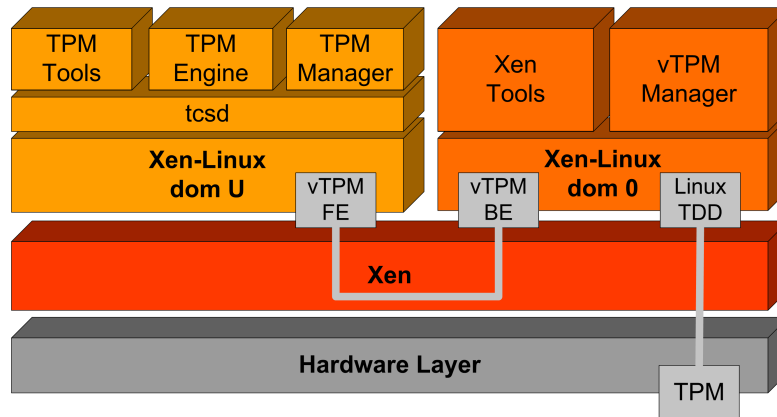 TPM
Tools
TPM
Engine
TPM
Manager
tcsd
Xen-Linux
dom U
vTPM
FE
Xen
Tools
vTPM
Manager
Xen-Linux
dom 0
vTPM
BE
Linux
TDD
Xen
Hardware Layer
TPM